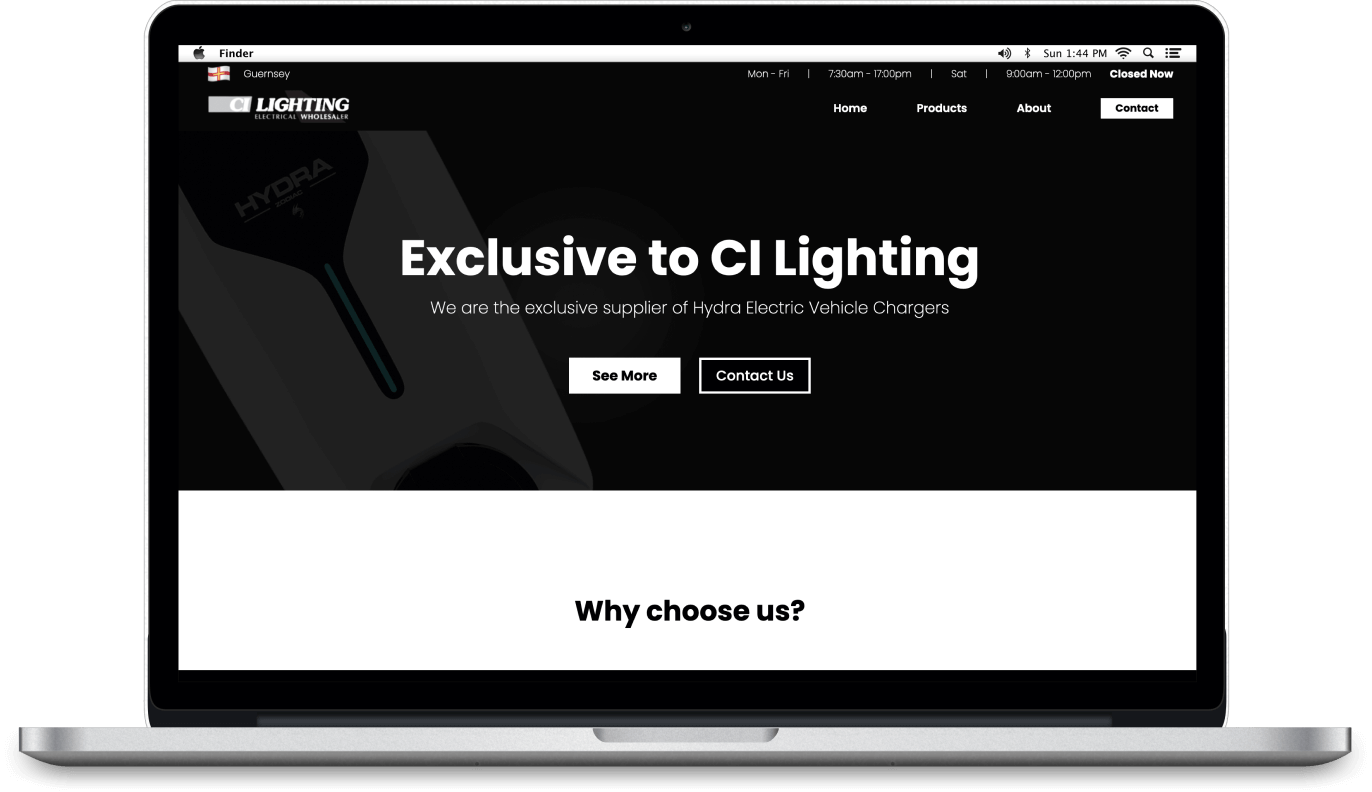 Finder
Sun 1:44 PM
Guernsey
Mon - Fri | 7:30am - 17:00pm | Sat | 9:00am - 12:00pm Closed Now
CI LIGHTING
ELECTRICAL WHOLESALER
Home Products About Contact
HYDRA
ZODIAC
Exclusive to CI Lighting
We are the exclusive supplier of Hydra Electric Vehicle Chargers
See More Contact Us
Why choose us?